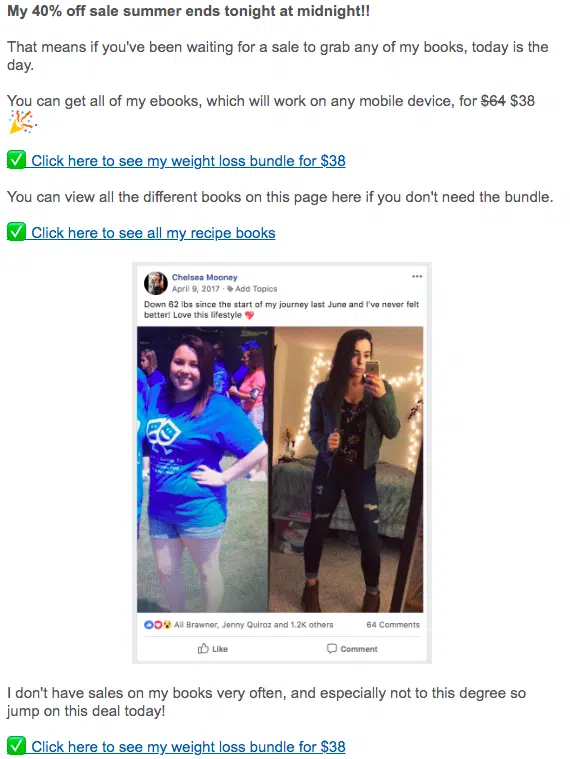 My 40% off sale summer ends tonight at midnight!!
That means if you've been waiting for a sale to grab any of my books, today is the
day.
You can get all of my ebooks, which will work on any mobile device, for $64 $38
Click here to see my weight loss bundle for $38
You can view all the different books on this page here if you don't need the bundle.
Click here to see all my recipe books
Chelsea Mooney
April 9, 2017 · Add Topics
Down 62 lbs since the start of my journey last June and I've never felt
better! Love this lifestyle
Ali Brawner, Jenny Quiroz and 1.2K others 64 Comments
Like Comment
I don't have sales on my books very often, and especially not to this degree so
jump on this deal today!
Click here to see my weight loss bundle for $38